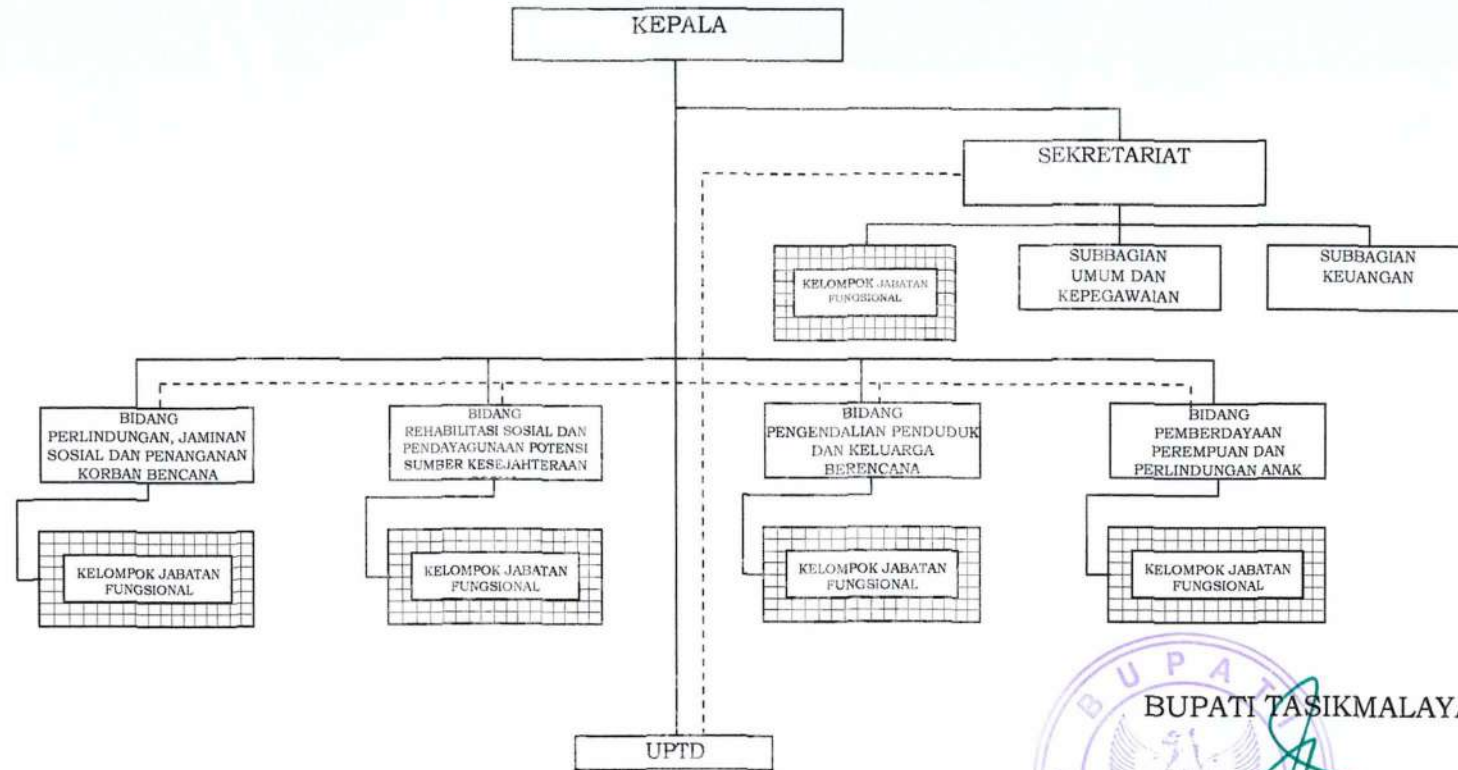 KEPALA
SEKRETARIAT
KELOMPOK JABATAN
FUNGSIONAL
SUBBAGIAN
UMUM DAN
KEPEGAWAIAN
SUBBAGIAN
KEUANGAN
BIDANG
PERLINDUNGAN, JAMINAN
SOSIAL DAN PENANGANAN
KORBAN BENCANA
BIDANG
REHABILITASI SOSIAL DAN
PENDAYAGUNAAN POTENSI
SUMBER KESEJAHTERAAN
BIDANG
PENGENDALIAN PENDUDUK
DAN KELUARGA
BERENCANA
BIDANG
PEMBERDAYAAN
PEREMPUAN DAN
PERLINDUNGAN ANAK
KELOMPOK JABATAN
FUNGSIONAL
KELOMPOK JABATAN
FUNGSIONAL
KELOMPOK JABATAN
FUNGSIONAL
KELOMPOK JABATAN
FUNGSIONAL
BUPATI
BUPATI TASIKMALAYA
UPTD